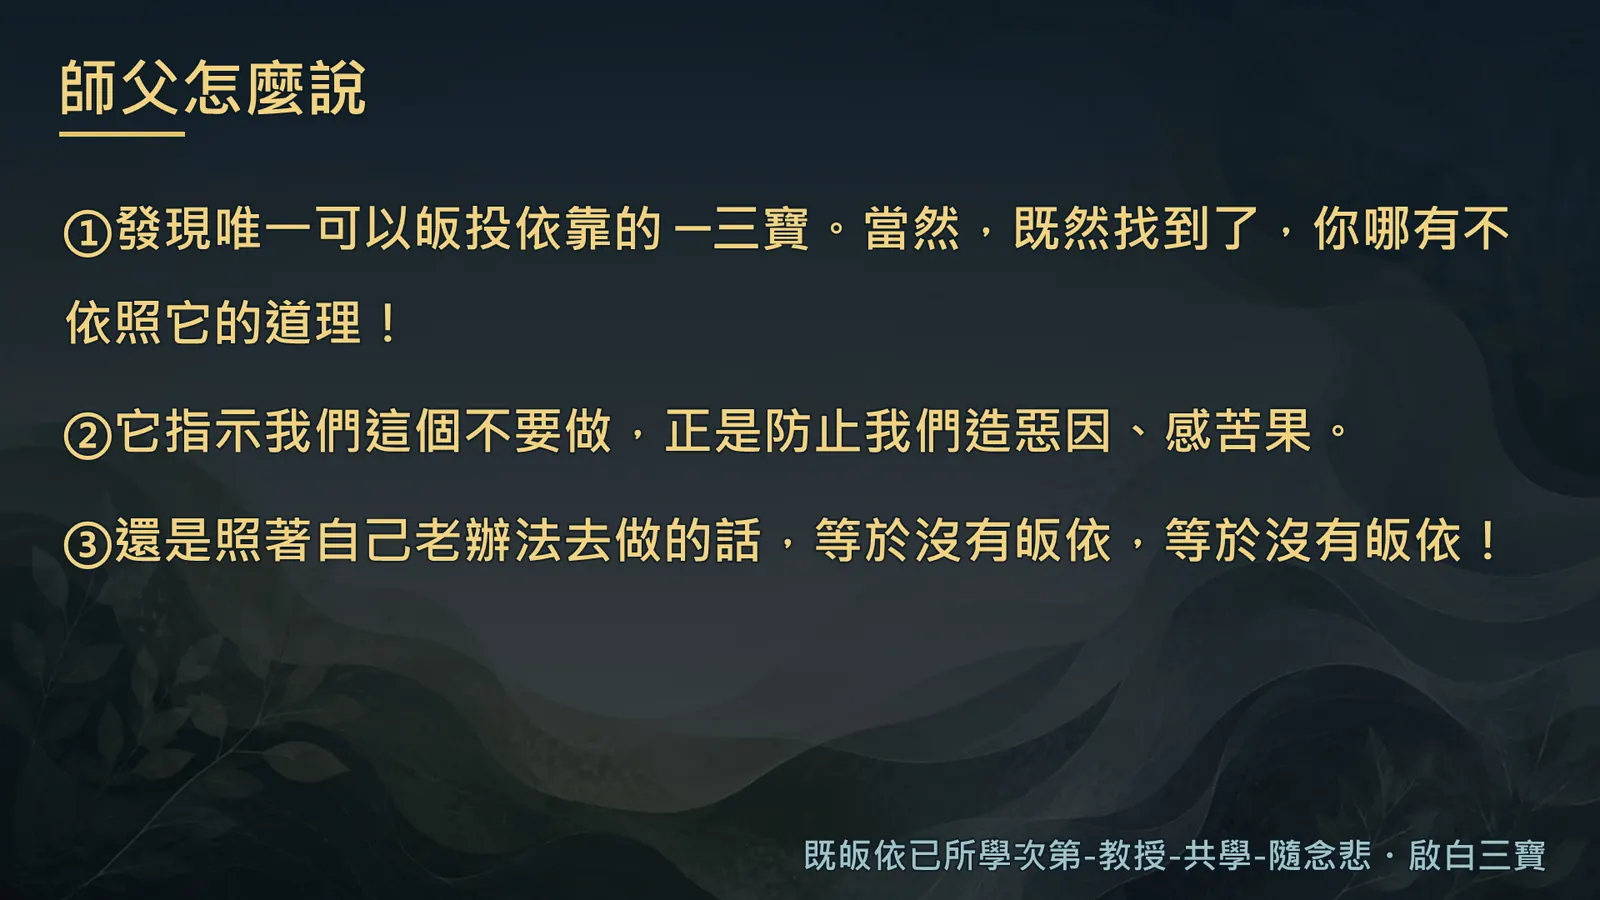 師父怎麼說
①發現唯一可以皈投依靠的 —三寶。當然，既然找到了，你哪有不
依照它的道理！
②它指示我們這個不要做，正是防止我們造惡因、感苦果。
③還是照著自己老辦法去做的話，等於沒有皈依，等於沒有皈依！
既皈依已所學次第-教授-共學-隨念悲．啟白三寶